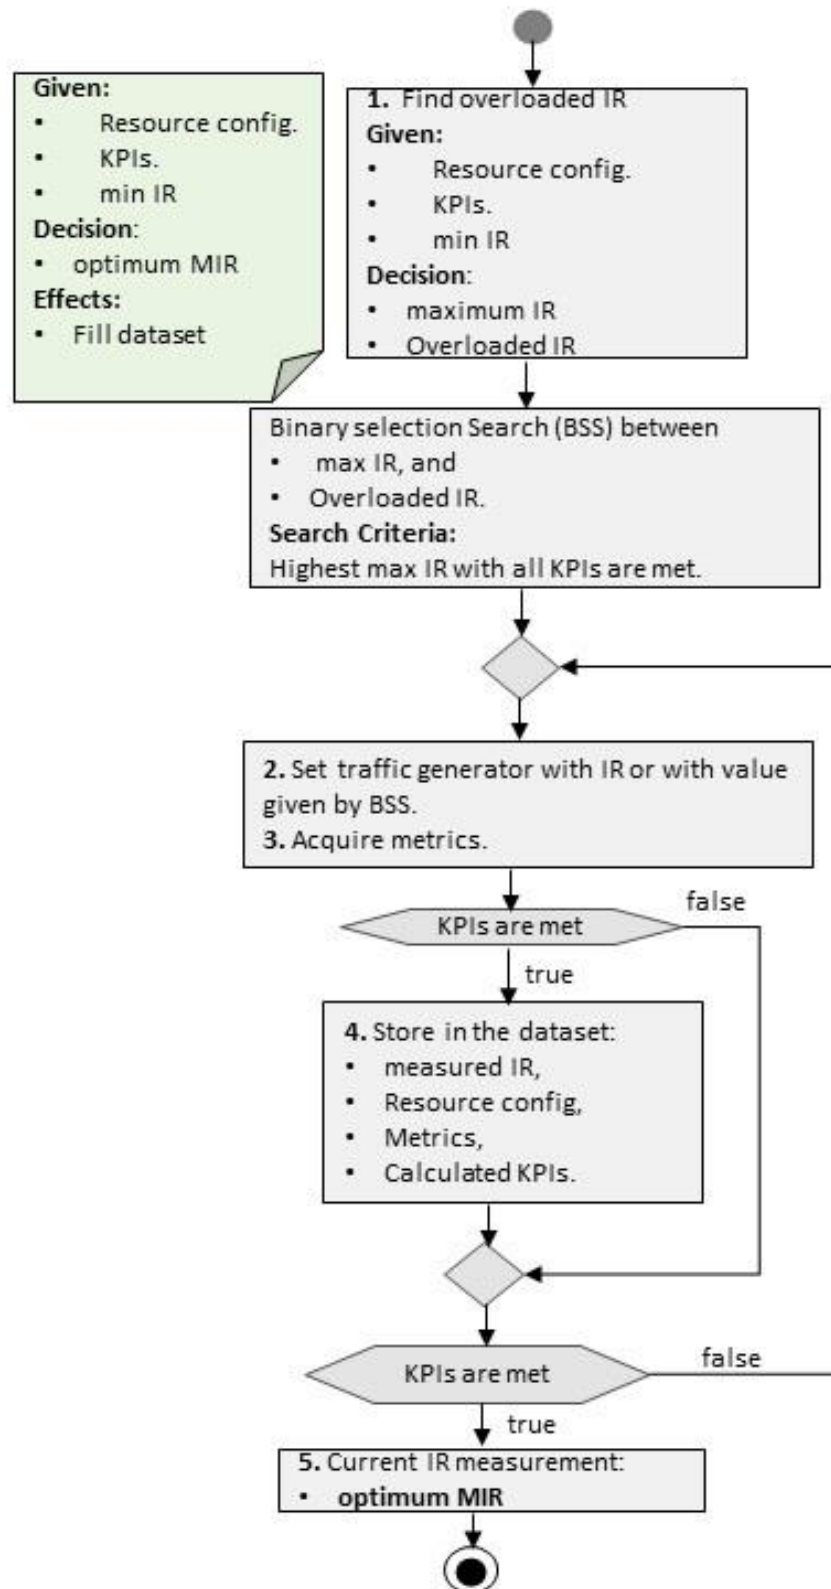 Given:
• Resource config.
• KPIs.
• min IR
Decision:
• optimum MIR
Effects:
• Fill dataset
1. Find overloaded IR
Given:
• Resource config.
• KPIs.
• min IR
Decision:
• maximum IR
• Overloaded IR
Binary selection Search (BSS) between
• max IR, and
• Overloaded IR.
Search Criteria:
Highest max IR with all KPIs are met.
2. Set traffic generator with IR or with value
given by BSS.
3. Acquire metrics.
KPIs are met
false
true
4. Store in the dataset:
• measured IR,
• Resource config,
• Metrics,
• Calculated KPIs.
KPIs are met
false
true
5. Current IR measurement:
• optimum MIR